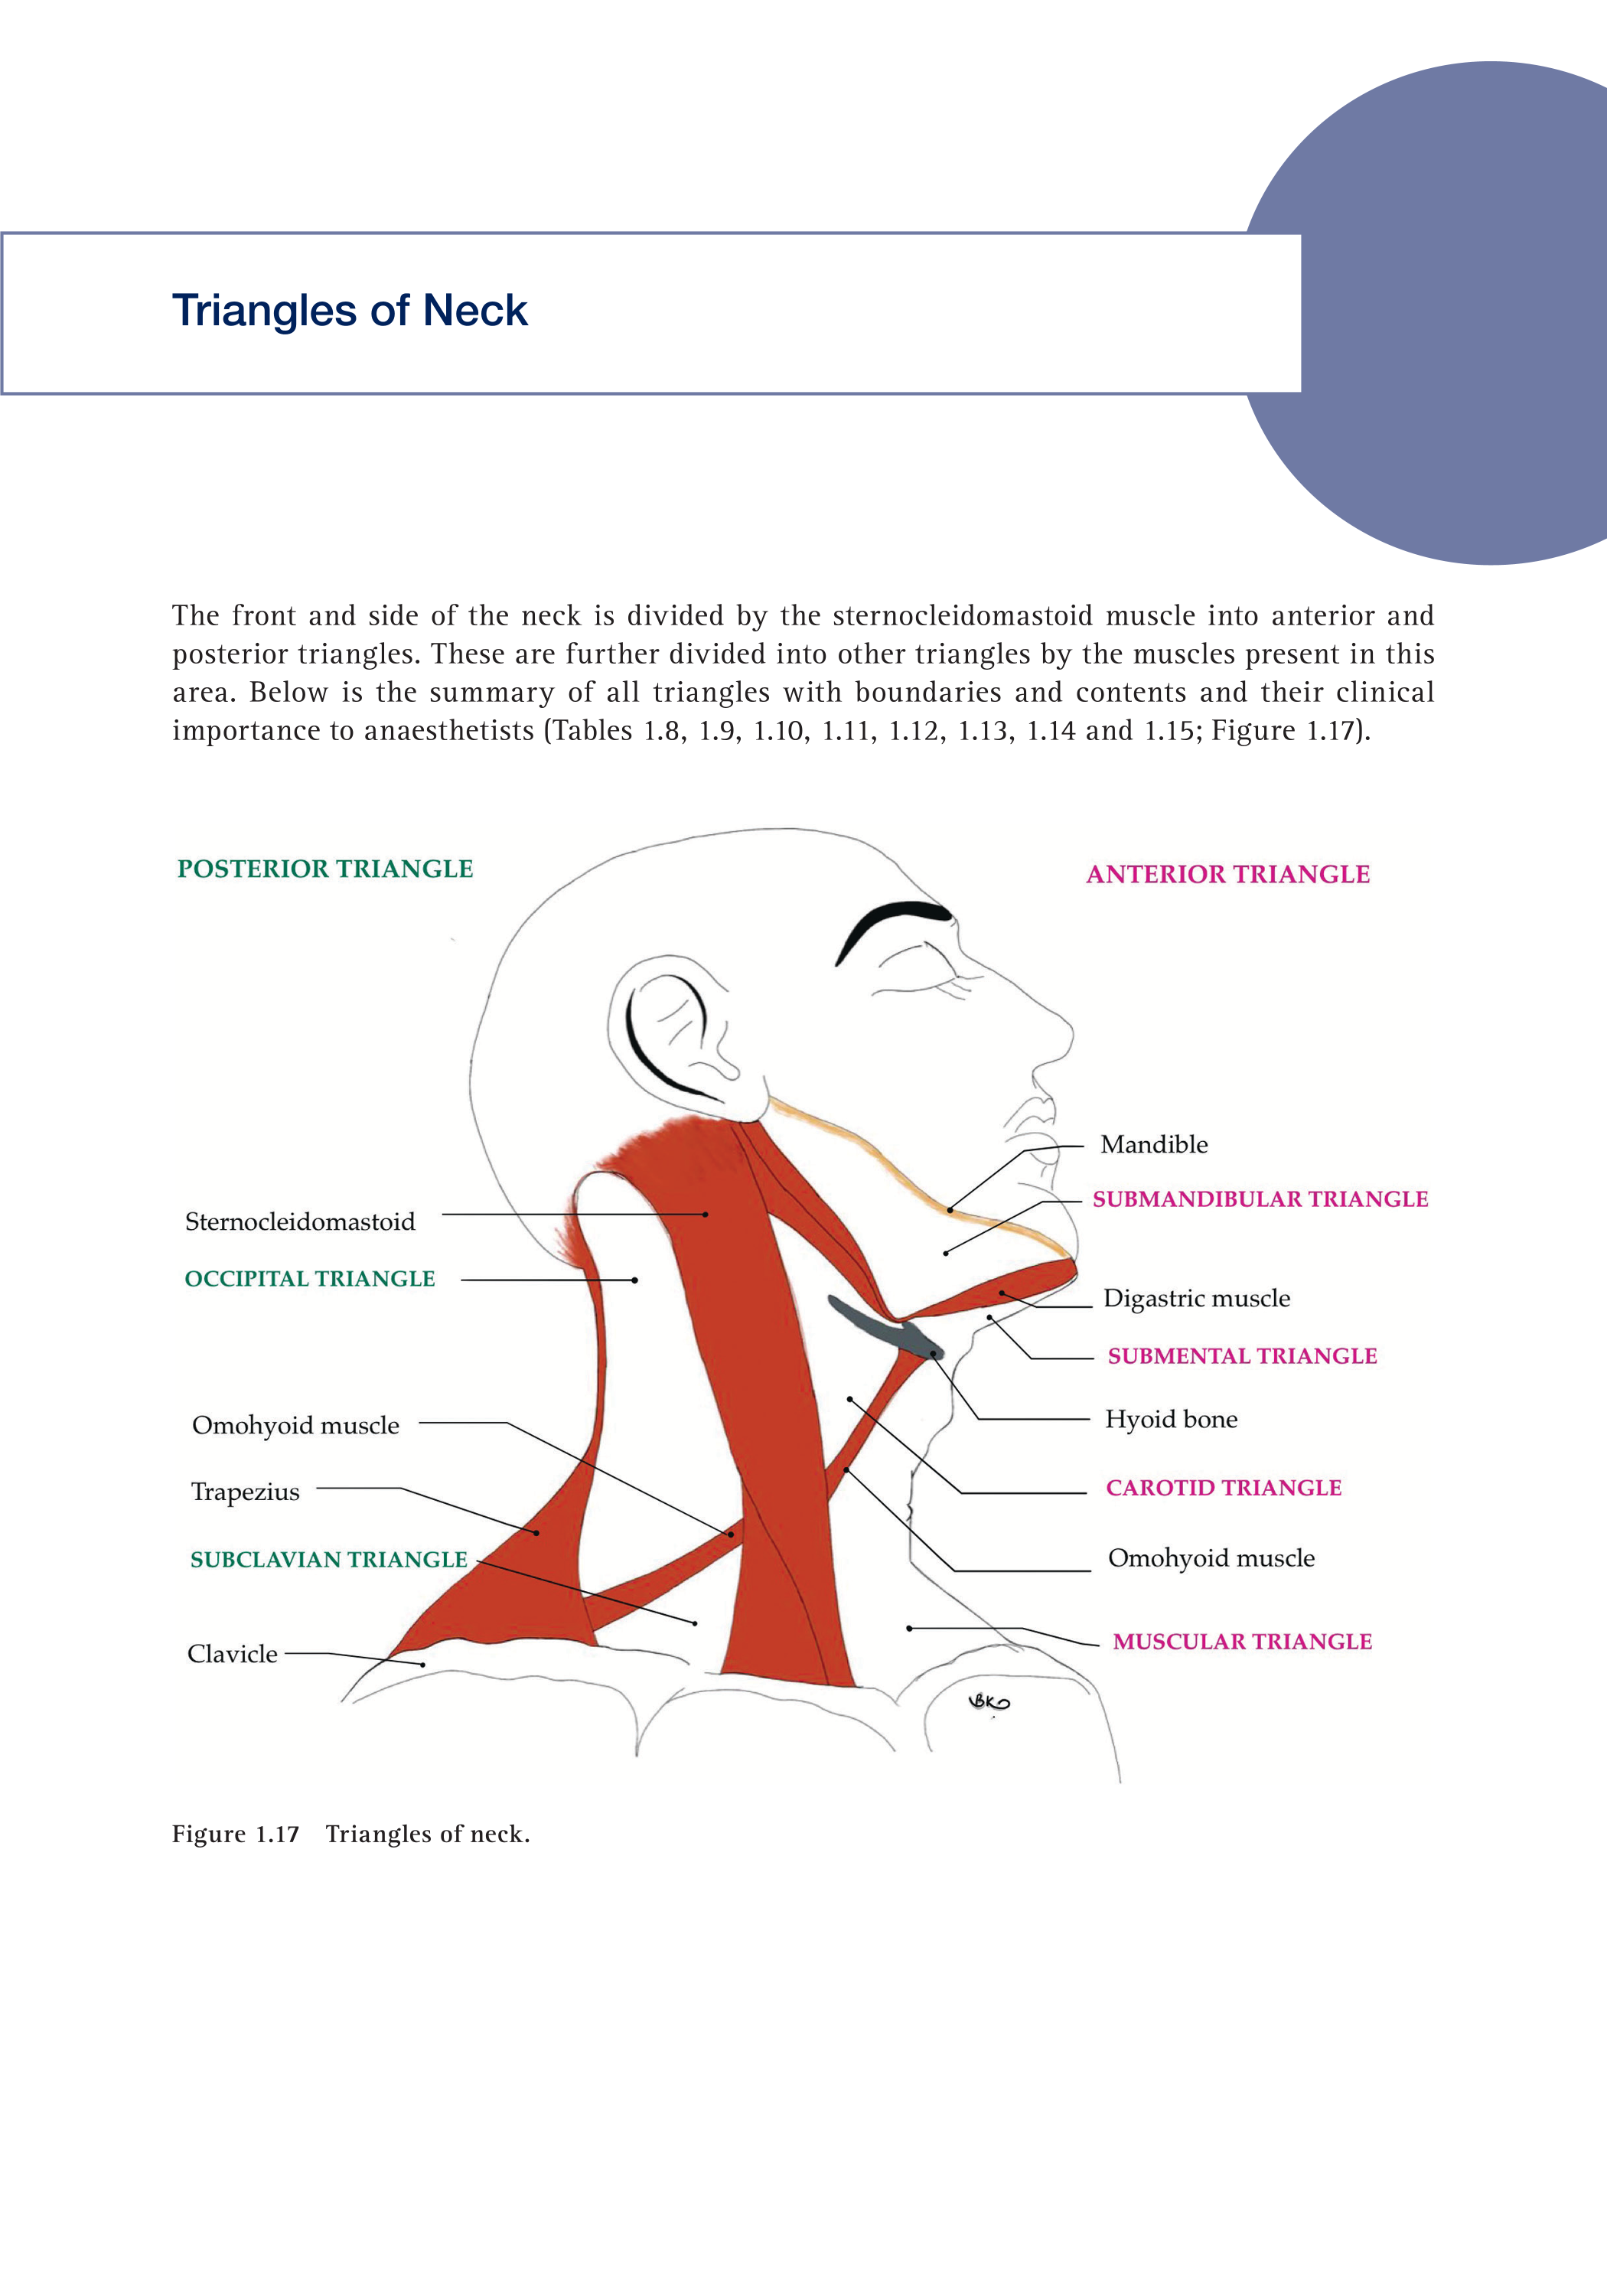 Triangles of Neck
The front and side of the neck is divided by the sternocleidomastoid muscle into anterior and
posterior triangles. These are further divided into other triangles by the muscles present in this
area. Below is the summary of all triangles with boundaries and contents and their clinical
importance to anaesthetists (Tables 1.8, 1.9, 1.10, 1.11, 1.12, 1.13, 1.14 and 1.15; Figure 1.17).
POSTERIOR TRIANGLE
ANTERIOR TRIANGLE
Mandible
SUBMANDIBULAR TRIANGLE
Sternocleidomastoid
OCCIPITAL TRIANGLE
Digastric muscle
SUBMENTAL TRIANGLE
Hyoid bone
Omohyoid muscle
Trapezius
CAROTID TRIANGLE
SUBCLAVIAN TRIANGLE
Omohyoid muscle
Clavicle
MUSCULAR TRIANGLE
BK
Figure 1.17 Triangles of neck.